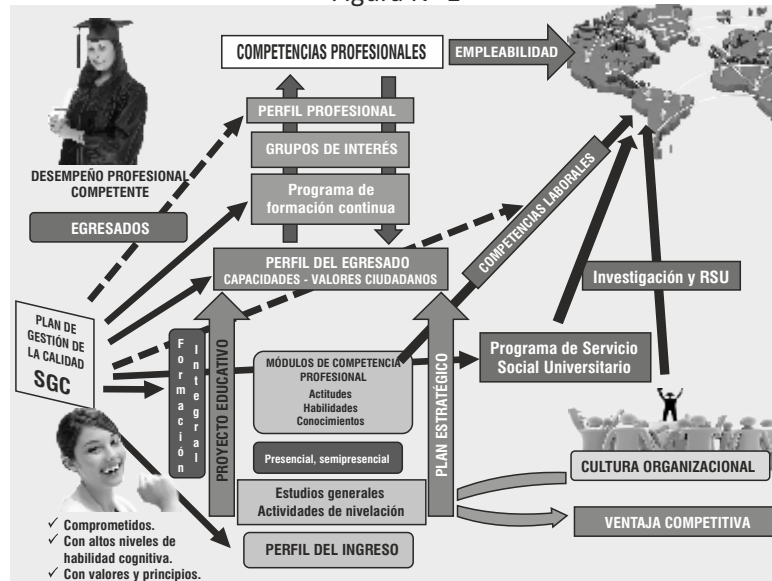 COMPETENCIAS PROFESIONALES
EMPLEABILIDAD
PERFIL PROFESIONAL
GRUPOS DE INTERÉS
DESEMPEÑO PROFESIONAL
COMPETENTE
Programa de
formación continua
EGRESADOS
COMPETENCIAS LABORALES
PERFIL DEL EGRESADO
CAPACIDADES - VALORES CIUDADANOS
Investigación y RSU
PLAN DE
GESTIÓN DE
LA CALIDAD
SGC
Formación
Integral
PROYECTO EDUCATIVO
MÓDULOS DE COMPETENCIA
PROFESIONAL
Actitudes
Habilidades
Conocimientos
PLAN ESTRATÉGICO
Programa de Servicio
Social Universitario
Presencial, semipresencial
CULTURA ORGANIZACIONAL
Estudios generales
Actividades de nivelación
VENTAJA COMPETITIVA
PERFIL DEL INGRESO
✓ Comprometidos.
✓ Con altos niveles de
habilidad cognitiva.
✓ Con valores y principios.